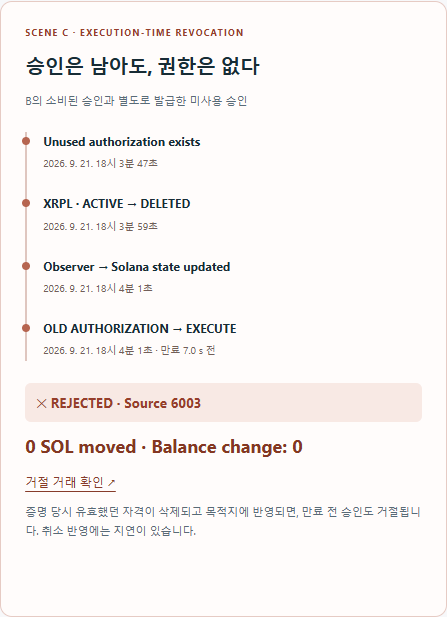 SCENE C · EXECUTION-TIME REVOCATION
승인은 남아도, 권한은 없다
B의 소비된 승인과 별도로 발급한 미사용 승인
Unused authorization exists
2026. 9. 21. 18시 3분 47초
XRPL · ACTIVE → DELETED
2026. 9. 21. 18시 3분 59초
Observer → Solana state updated
2026. 9. 21. 18시 4분 1초
OLD AUTHORIZATION → EXECUTE
2026. 9. 21. 18시 4분 1초 · 만료 7.0 s 전
× REJECTED · Source 6003
0 SOL moved · Balance change: 0
거절 거래 확인 ↗
증명 당시 유효했던 자격이 삭제되고 목적지에 반영되면, 만료 전 승인도 거절됩니
다. 취소 반영에는 지연이 있습니다.